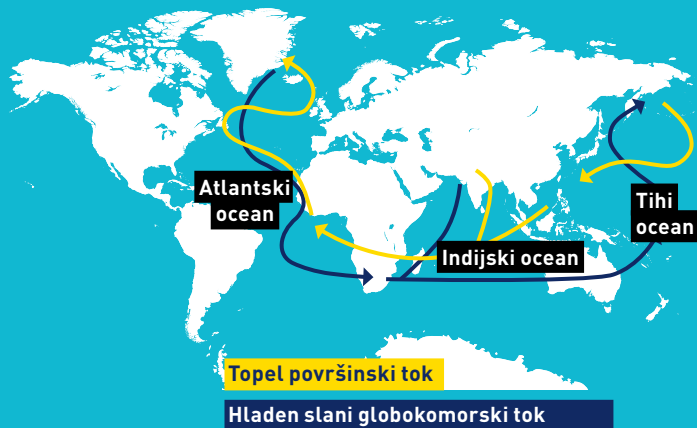 Atlantski
ocean
Tihi
ocean
Indijski ocean
Topel površinski tok
Hladen slani globokomorski tok